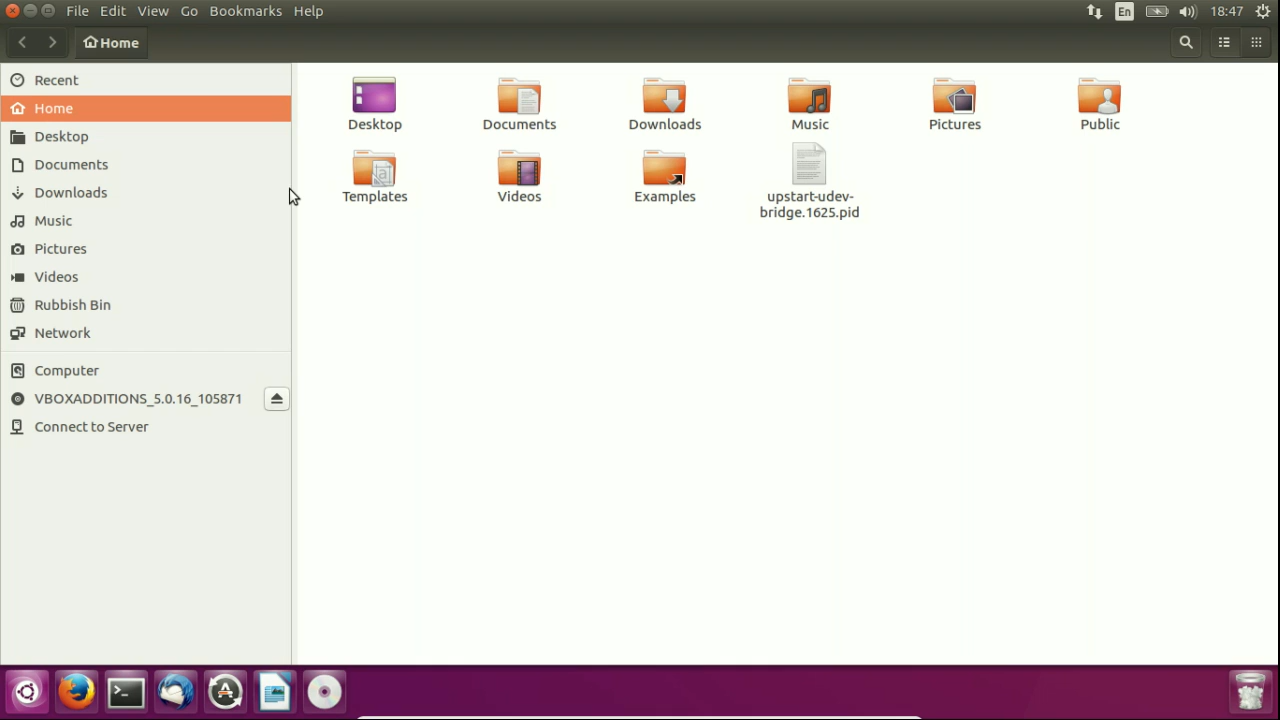 File Edit View Go Bookmarks Help
En
18:47
Home
Recent
Home
Desktop
Documents
Downloads
Music
Pictures
Videos
Rubbish Bin
Network
Computer
VBOXADDITIONS_5.0.16_105871
Connect to Server
Desktop
Documents
Downloads
Music
Pictures
Public
Templates
Videos
Examples
upstart-udev-
bridge.1625.pid